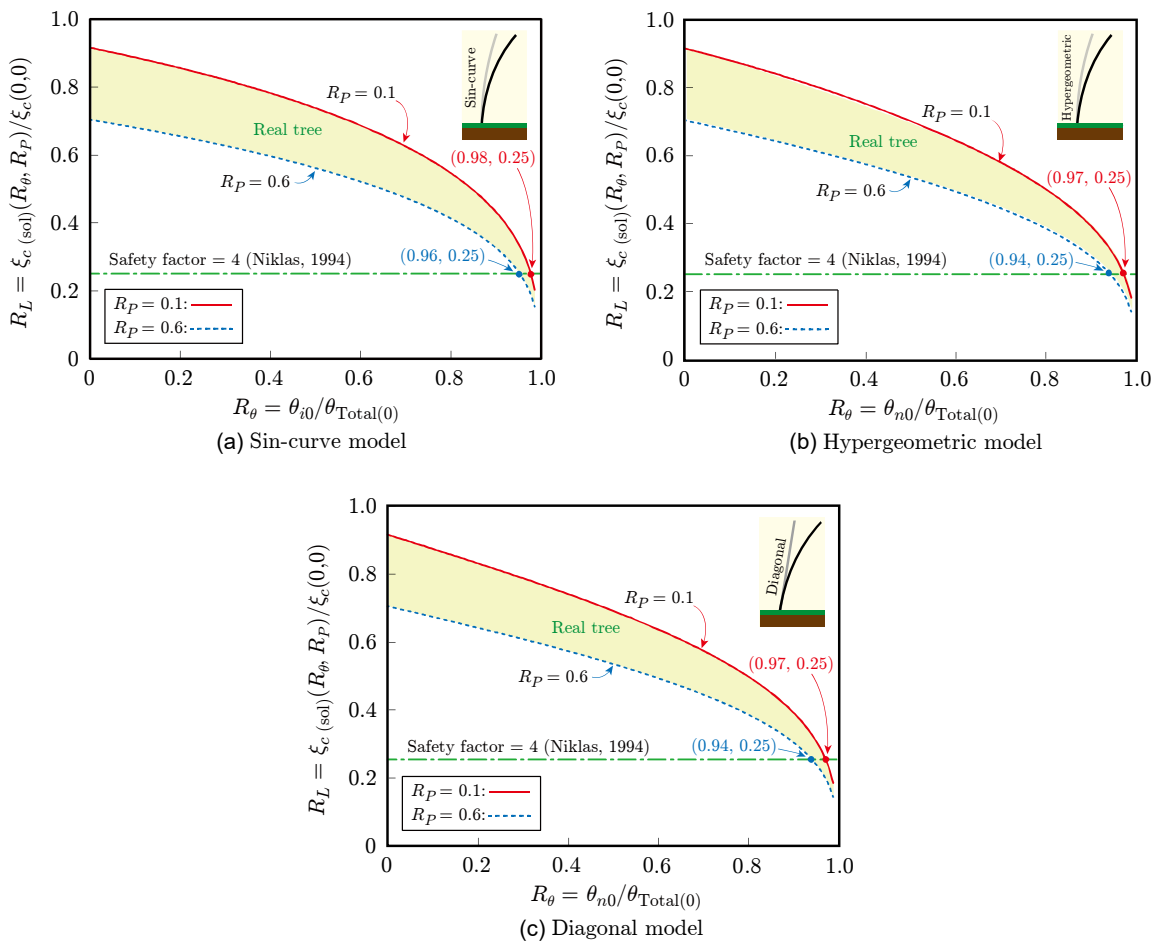 R_L = ξ_c (sol)(R_θ, R_P)/ξ_c(0,0)
1.0
0.8
0.6
0.4
0.2
0
Sin-curve
R_P = 0.1
Real tree
(0.98, 0.25)
R_P = 0.6
(0.96, 0.25)
Safety factor = 4 (Niklas, 1994)
R_P = 0.1:
R_P = 0.6:
0 0.2 0.4 0.6 0.8 1.0
R_θ = θ_i0/θ_Total(0)
(a) Sin-curve model
R_L = ξ_c (sol)(R_θ, R_P)/ξ_c(0,0)
1.0
0.8
0.6
0.4
0.2
0
Hypergeometric
R_P = 0.1
Real tree
(0.97, 0.25)
R_P = 0.6
(0.94, 0.25)
Safety factor = 4 (Niklas, 1994)
R_P = 0.1:
R_P = 0.6:
0 0.2 0.4 0.6 0.8 1.0
R_θ = θ_n0/θ_Total(0)
(b) Hypergeometric model
R_L = ξ_c (sol)(R_θ, R_P)/ξ_c(0,0)
1.0
0.8
0.6
0.4
0.2
0
Diagonal
R_P = 0.1
Real tree
(0.97, 0.25)
R_P = 0.6
(0.94, 0.25)
Safety factor = 4 (Niklas, 1994)
R_P = 0.1:
R_P = 0.6:
0 0.2 0.4 0.6 0.8 1.0
R_θ = θ_n0/θ_Total(0)
(c) Diagonal model